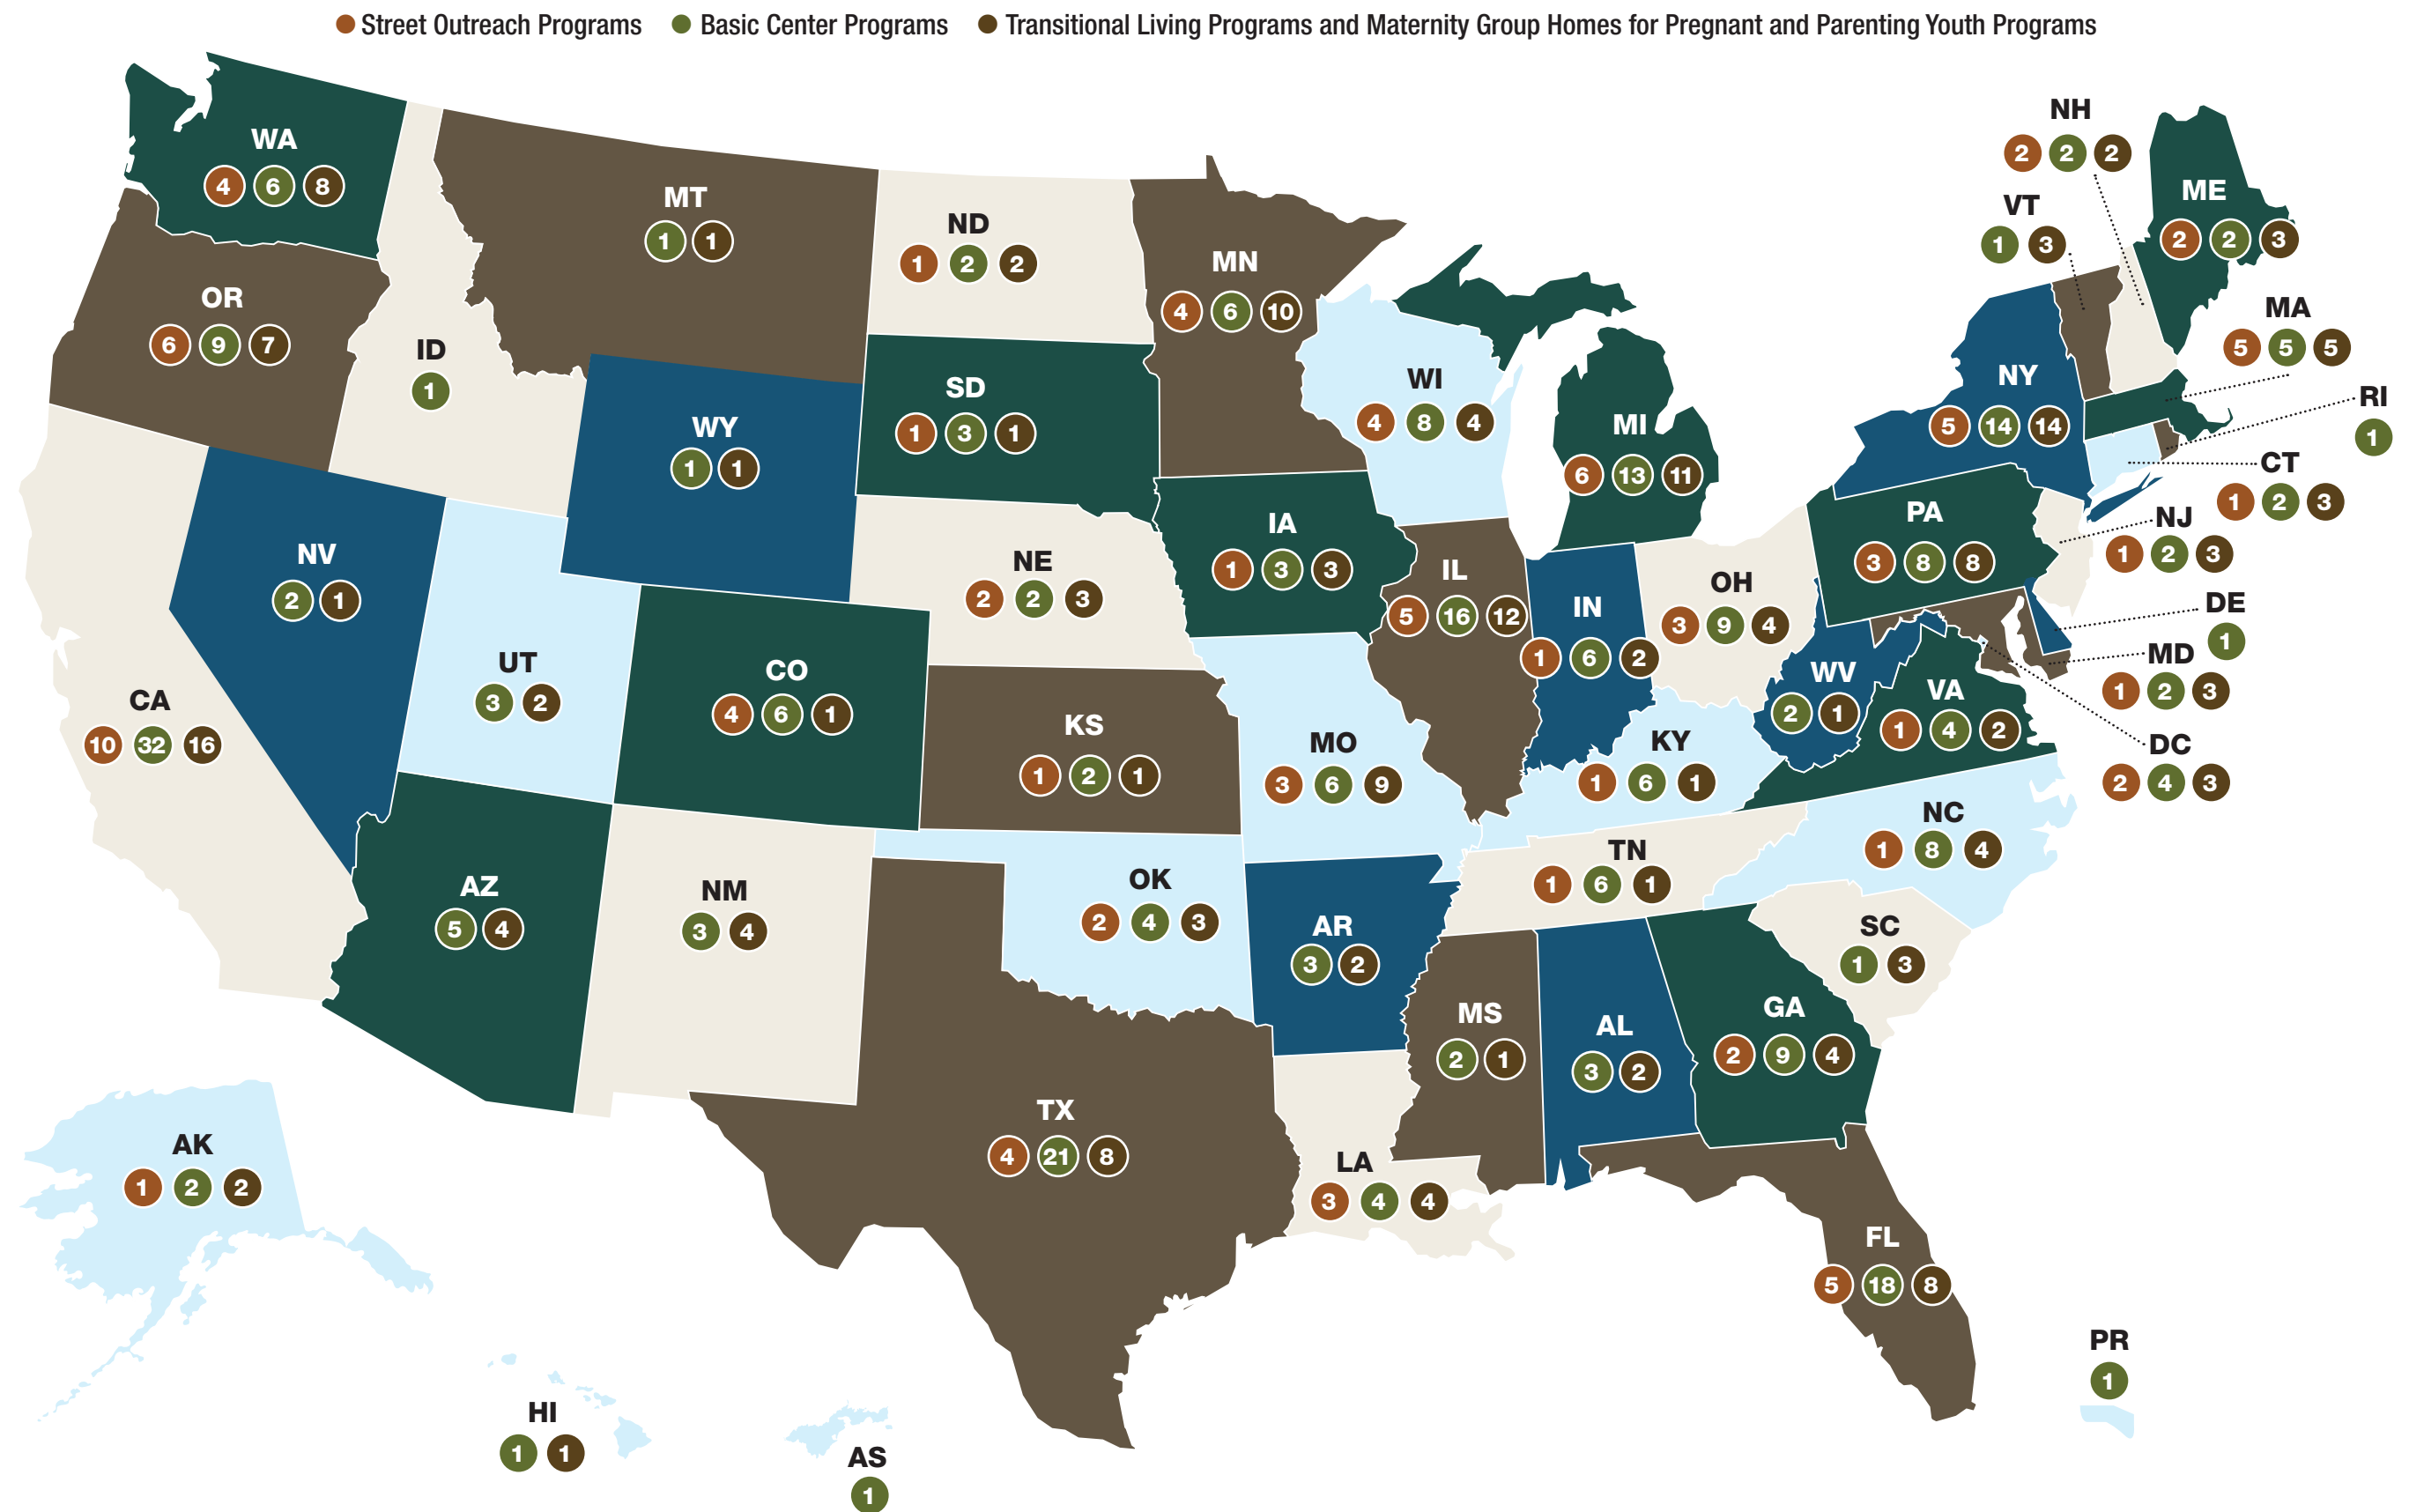 Street Outreach Programs Basic Center Programs Transitional Living Programs and Maternity Group Homes for Pregnant and Parenting Youth Programs
WA
4 6 8
OR
6 9 7
CA
10 32 16
ID
1
NV
2 1
MT
1 1
WY
1 1
UT
3 2
AZ
5 4
CO
4 6 1
NM
3 4
ND
1 2 2
SD
1 3 1
NE
2 2 3
KS
1 2 1
OK
2 4 3
TX
4 21 8
MN
4 6 10
IA
1 3 3
MO
3 6 9
AR
3 2
LA
3 4 4
WI
4 8 4
IL
5 16 12
MI
6 13 11
IN
1 6 2
OH
3 9 4
KY
1 6 1
TN
1 6 1
MS
2 1
AL
3 2
GA
2 9 4
FL
5 18 8
SC
1 3
NC
1 8 4
VA
1 4 2
WV
2 1
PA
3 8 8
NY
5 14 14
NH
2 2 2
VT
1 3
ME
2 2 3
MA
5 5 5
RI
1
CT
1 2 3
NJ
1 2 3
DE
1
MD
1 2 3
DC
2 4 3
AK
1 2 2
HI
1 1
AS
1
PR
1